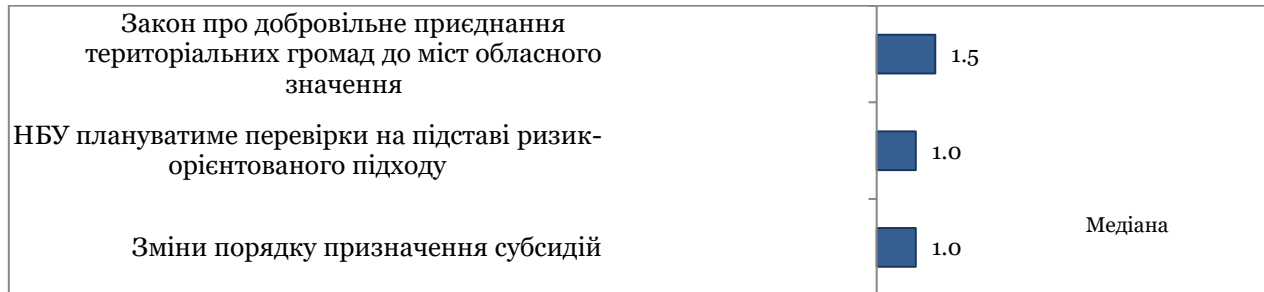 Закон про добровільне приєднання
територіальних громад до міст обласного
значення
1.5
НБУ плануватиме перевірки на підставі ризик-
орієнтованого підходу
1.0
Зміни порядку призначення субсидій
1.0
Медіана